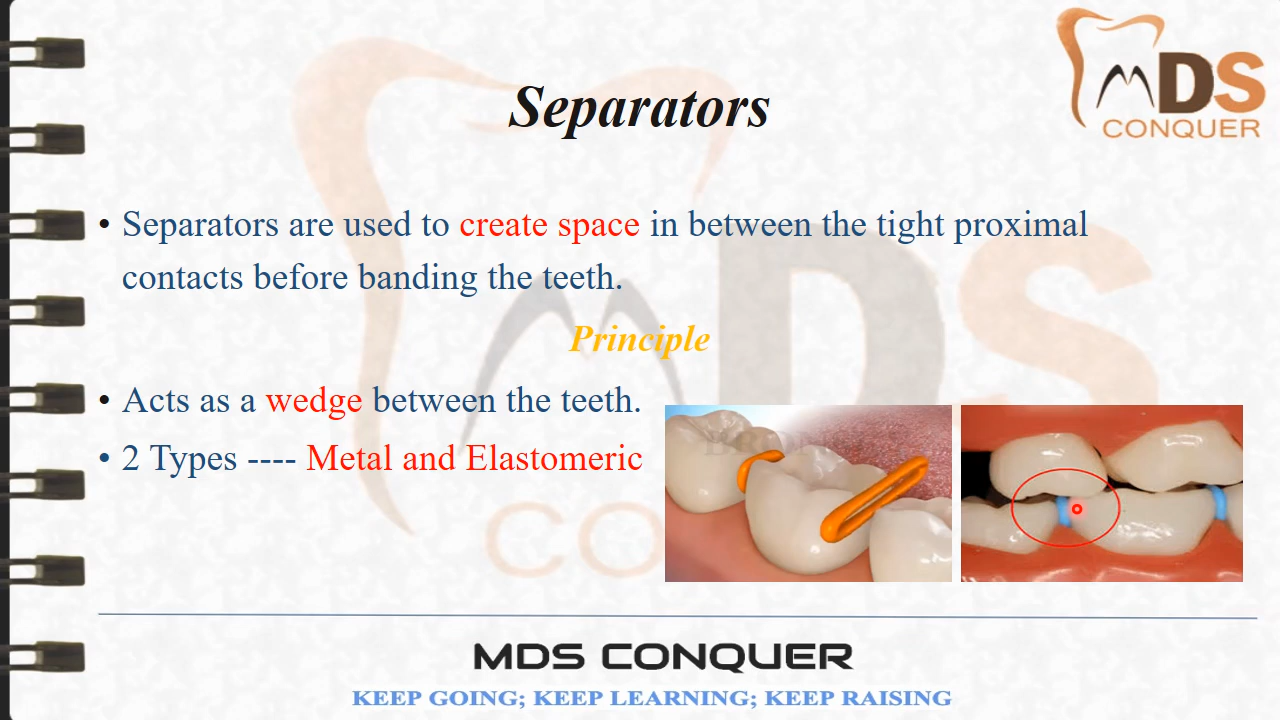 MDS
CONQUER
Separators
• Separators are used to create space in between the tight proximal
contacts before banding the teeth.
Principle
• Acts as a wedge between the teeth.
• 2 Types ---- Metal and Elastomeric
MDS CONQUER
KEEP GOING; KEEP LEARNING; KEEP RAISING